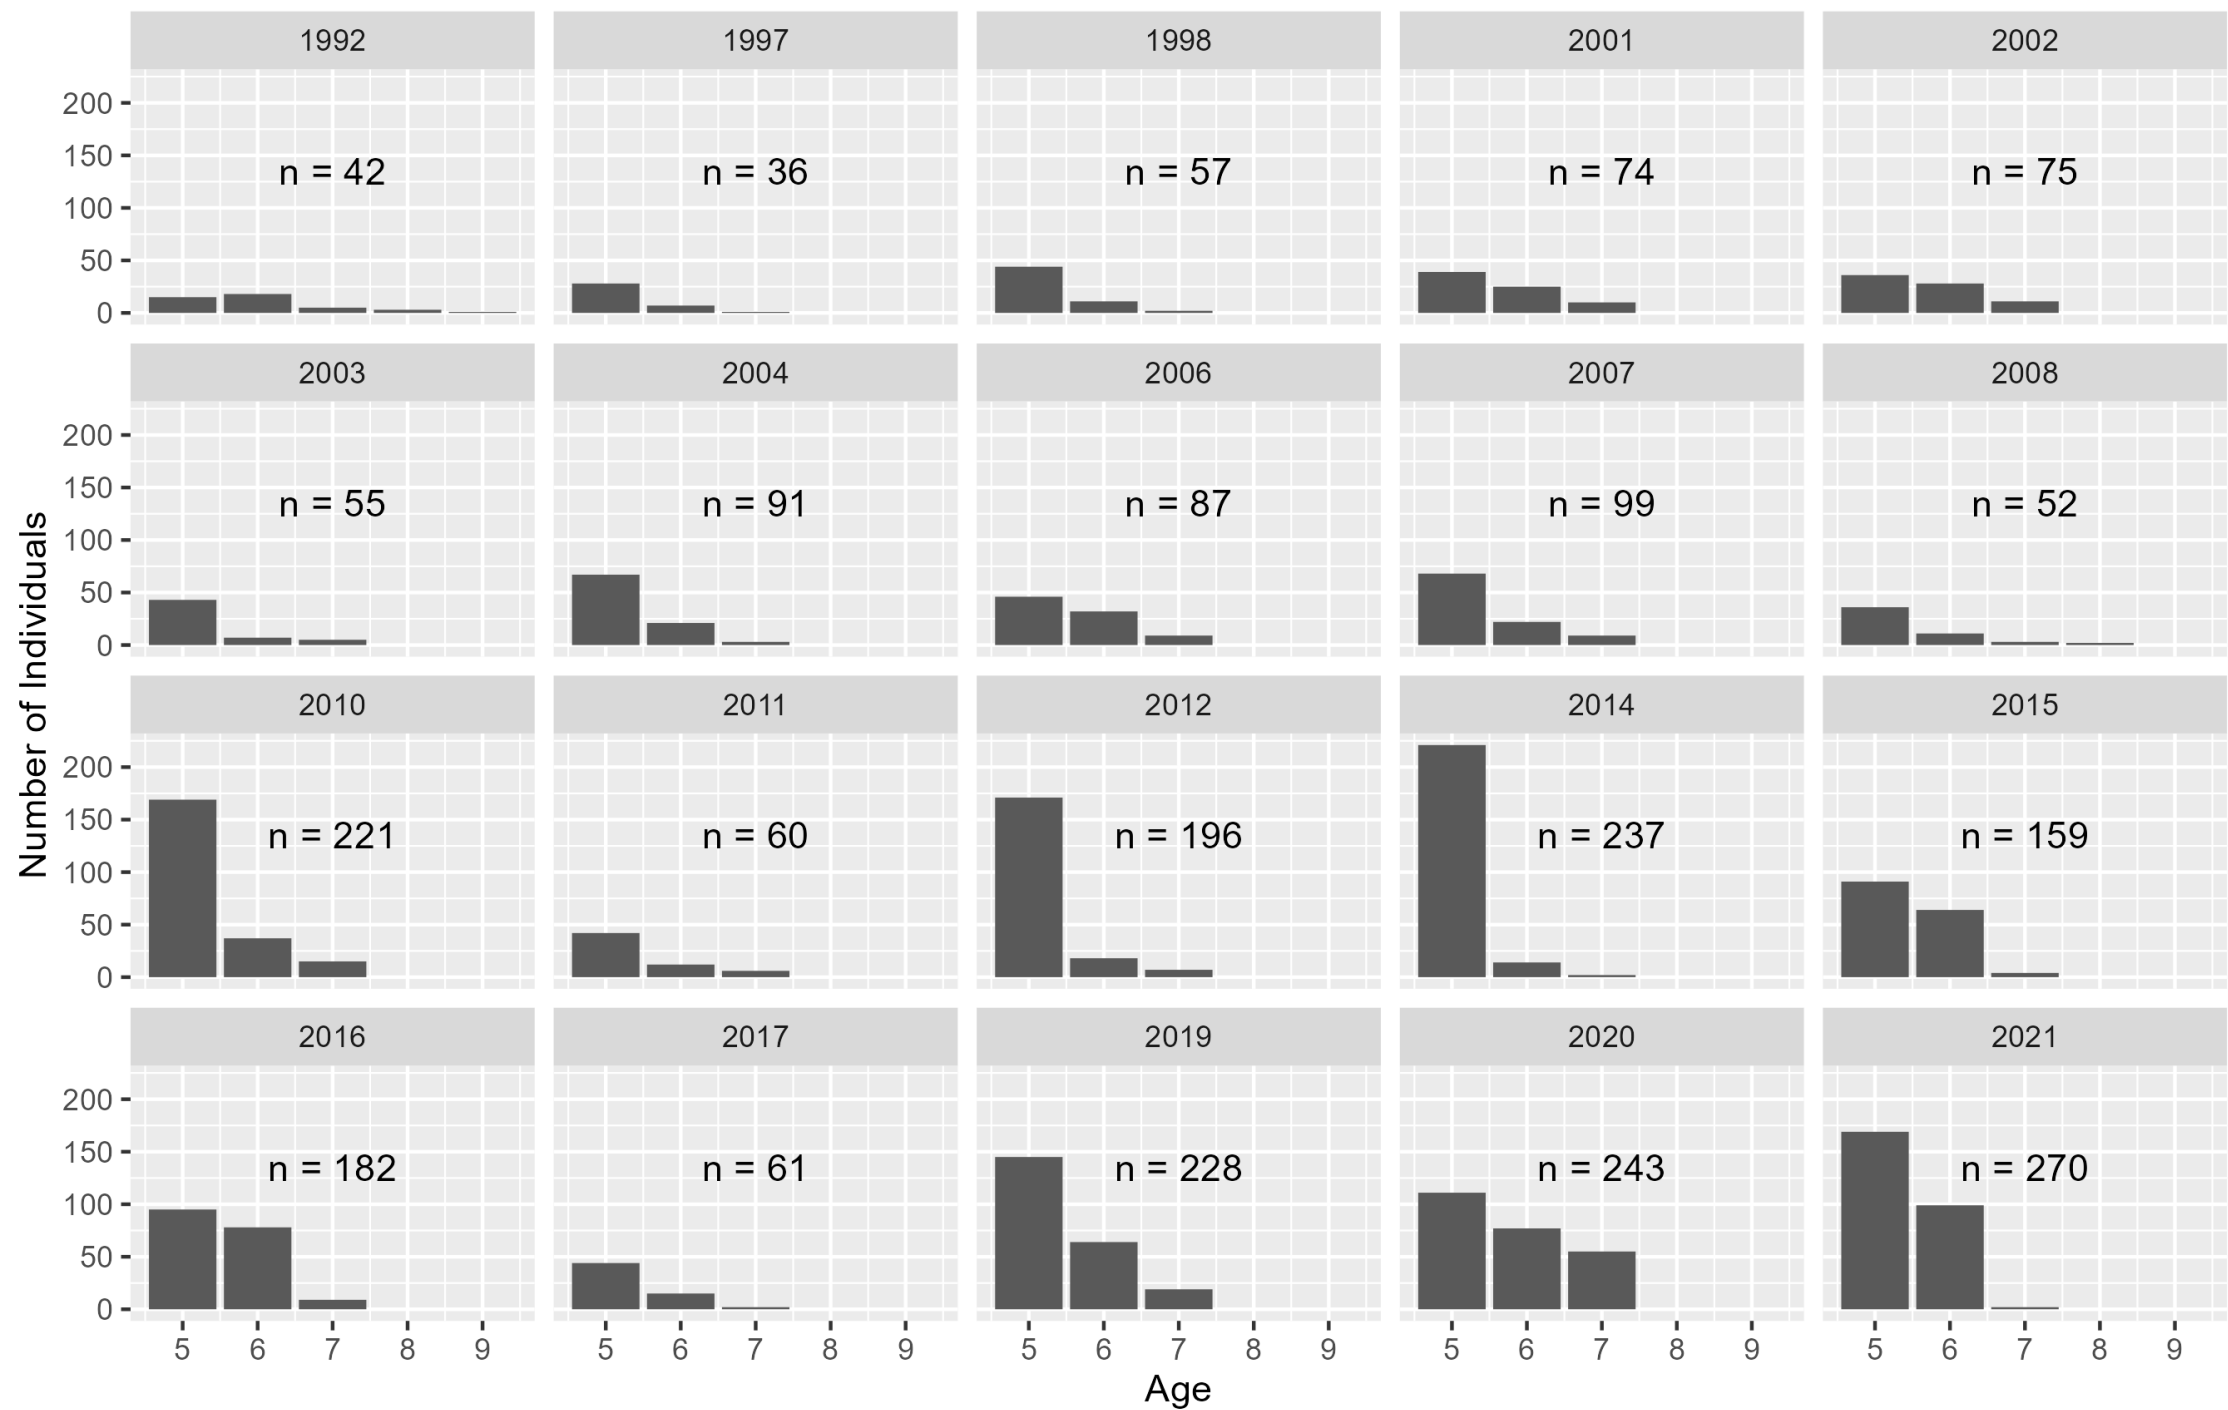 1992 1997 1998 2001 2002
200
150
100
50
0
n = 42 n = 36 n = 57 n = 74 n = 75
2003 2004 2006 2007 2008
200
150
100
50
0
n = 55 n = 91 n = 87 n = 99 n = 52
2010 2011 2012 2014 2015
200
150
100
50
0
n = 221 n = 60 n = 196 n = 237 n = 159
2016 2017 2019 2020 2021
200
150
100
50
0
n = 182 n = 61 n = 228 n = 243 n = 270
5 6 7 8 9 5 6 7 8 9 5 6 7 8 9 5 6 7 8 9 5 6 7 8 9
Age
Number of Individuals